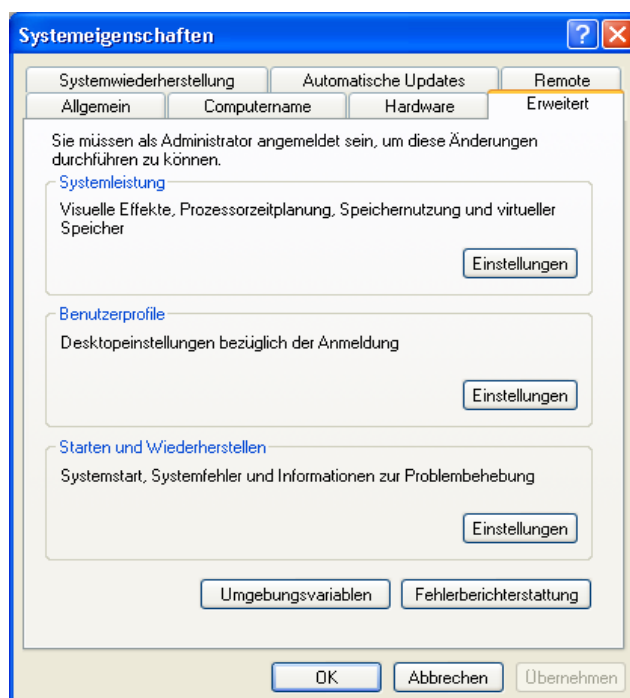 Systemeigenschaften
Systemwiederherstellung Automatische Updates Remote
Allgemein Computername Hardware Erweitert
Sie müssen als Administrator angemeldet sein, um diese Änderungen
durchführen zu können.
Systemleistung
Visuelle Effekte, Prozessorzeitplanung, Speichernutzung und virtueller
Speicher
Einstellungen
Benutzerprofile
Desktopeinstellungen bezüglich der Anmeldung
Einstellungen
Starten und Wiederherstellen
Systemstart, Systemfehler und Informationen zur Problembehebung
Einstellungen
Umgebungsvariablen Fehlerberichterstattung
OK Abbrechen Übernehmen